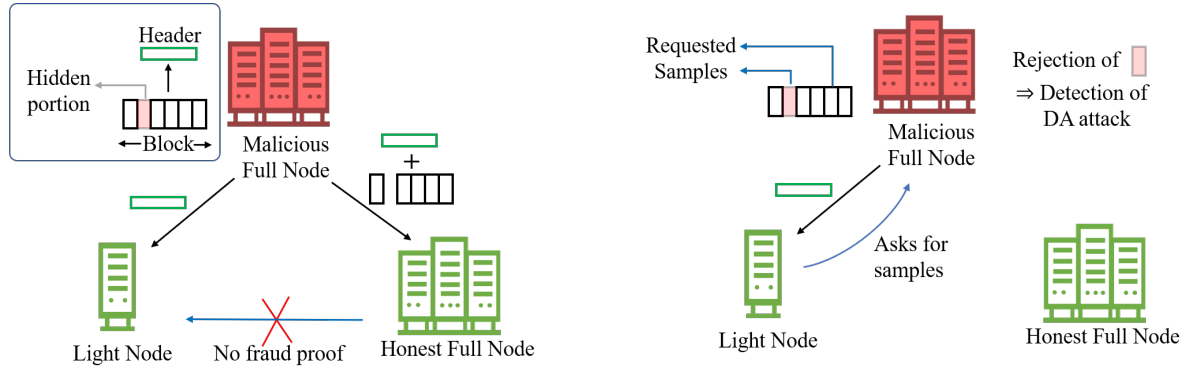 Header
Hidden
portion
Block
Malicious
Full Node
+
Light Node
No fraud proof
Honest Full Node
Requested
Samples
Malicious
Full Node
Rejection of
⇒ Detection of
DA attack
Asks for
samples
Light Node
Honest Full Node